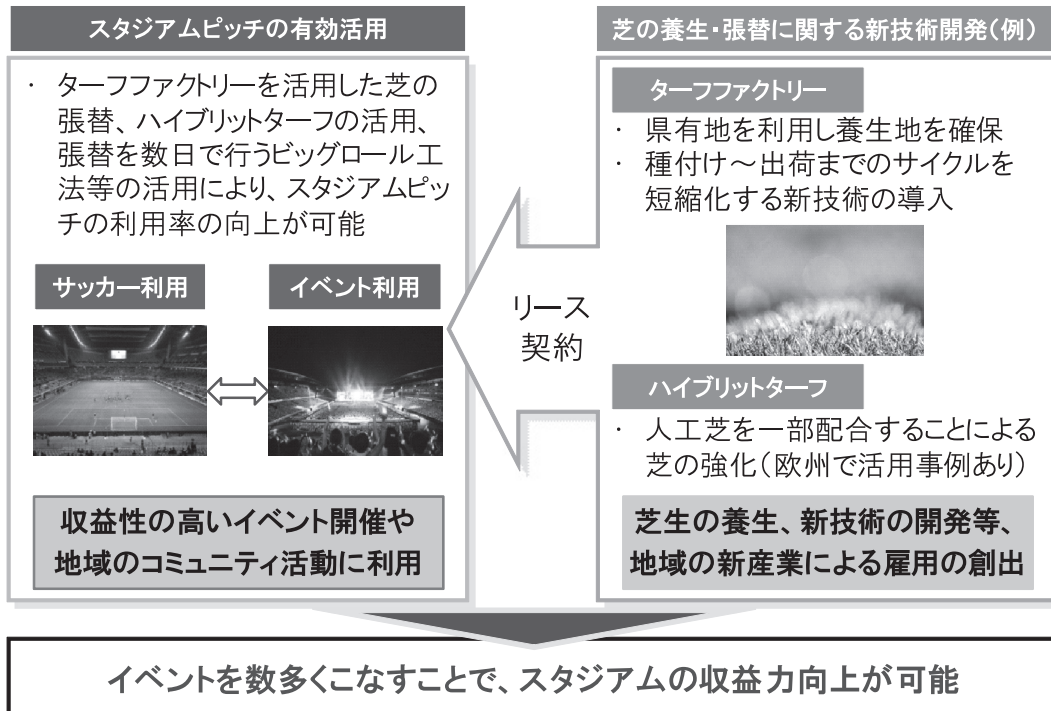 スタジアムピッチの有効活用
・ ターフファクトリーを活用した芝の
張替、ハイブリットターフの活用、
張替を数日で行うビッグロール工
法等の活用により、スタジアムピッ
チの利用率の向上が可能
サッカー利用
イベント利用
収益性の高いイベント開催や
地域のコミュニティ活動に利用
リース
契約
芝の養生・張替に関する新技術開発(例)
ターフファクトリー
・ 県有地を利用し養生地を確保
・ 種付け～出荷までのサイクルを
短縮化する新技術の導入
ハイブリットターフ
・ 人工芝を一部配合することによる
芝の強化(欧州で活用事例あり)
芝生の養生、新技術の開発等、
地域の新産業による雇用の創出
イベントを数多くこなすことで、スタジアムの収益力向上が可能